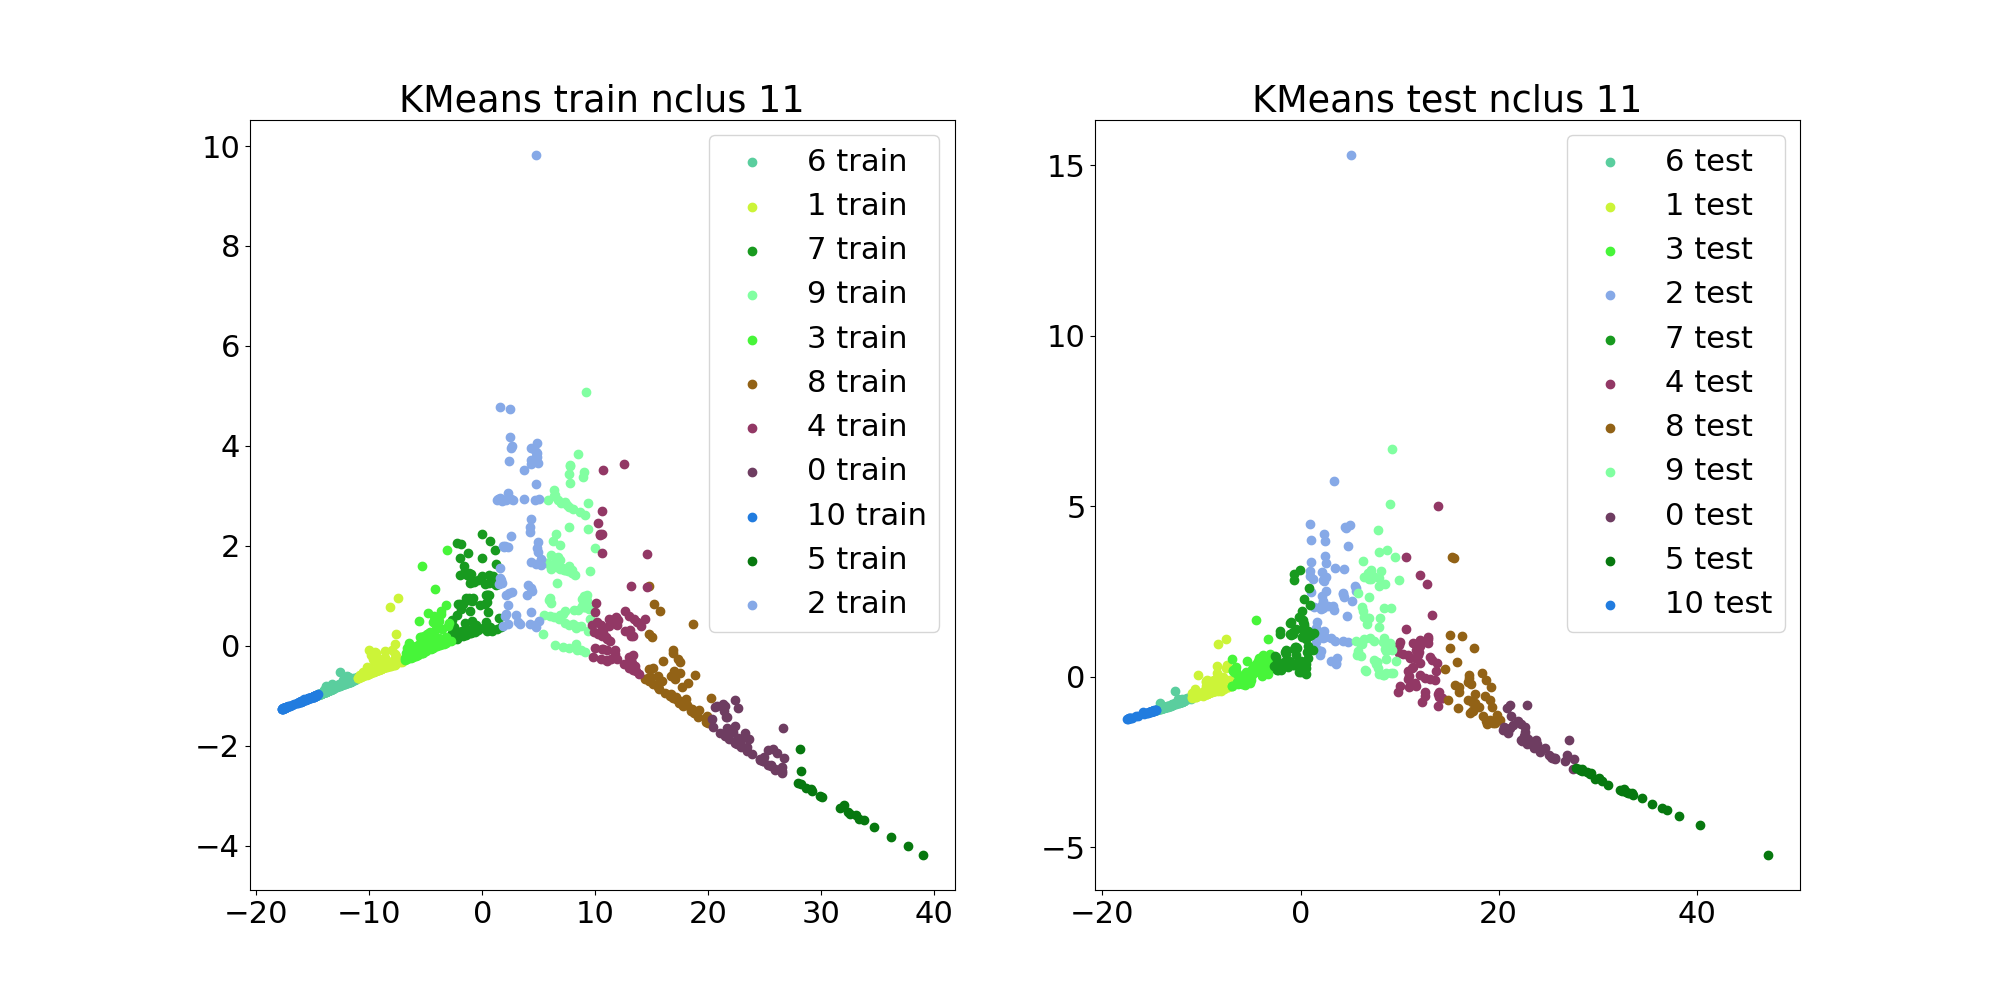 KMeans train nclus 11
10
8
6
4
2
0
−2
−4
−20
−10
0
10
20
30
40
6 train
1 train
7 train
9 train
3 train
8 train
4 train
0 train
10 train
5 train
2 train
KMeans test nclus 11
15
10
5
0
−5
−20
0
20
40
6 test
1 test
3 test
2 test
7 test
4 test
8 test
9 test
0 test
5 test
10 test